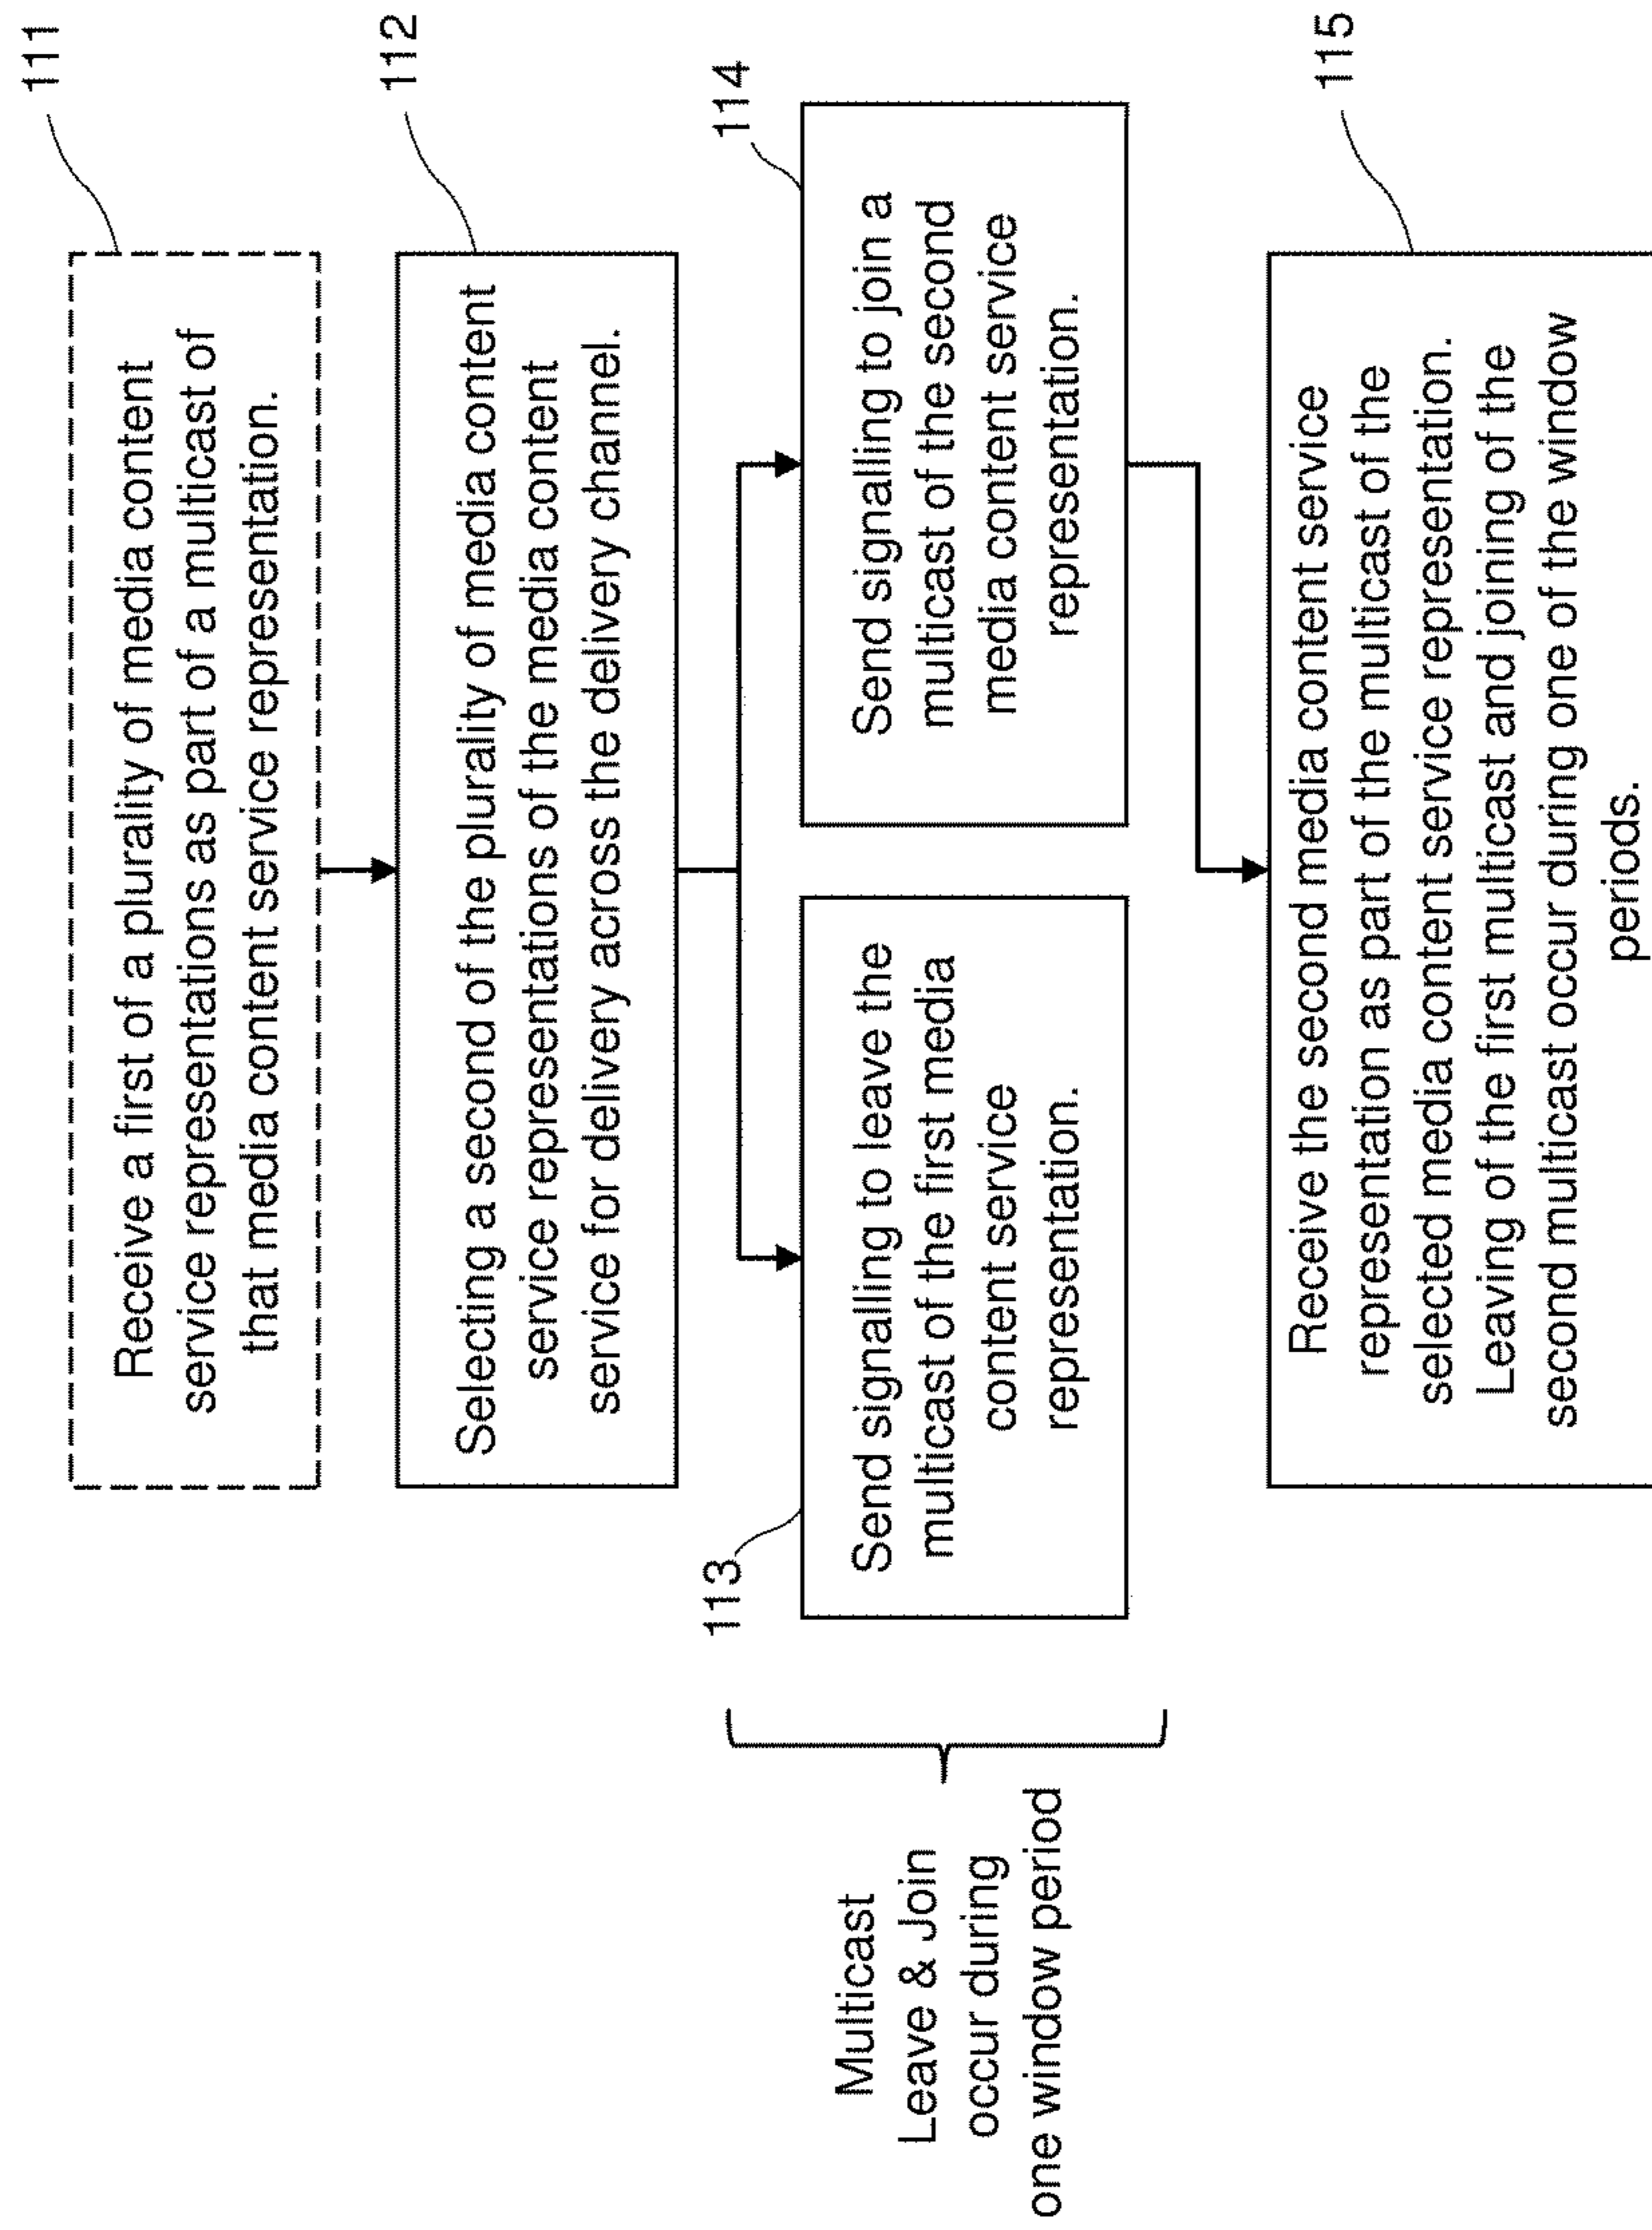 111
Receive a first of a plurality of media content
service representations as part of a multicast of
that media content service representation.
112
Selecting a second of the plurality of media content
service representations of the media content
service for delivery across the delivery channel.
113
Send signalling to leave the
multicast of the first media
content service
representation.
114
Send signalling to join a
multicast of the second
media content service
representation.
Multicast
Leave & Join
occur during
one window period
115
Receive the second media content service
representation as part of the multicast of the
selected media content service representation.
Leaving of the first multicast and joining of the
second multicast occur during one of the window
periods.